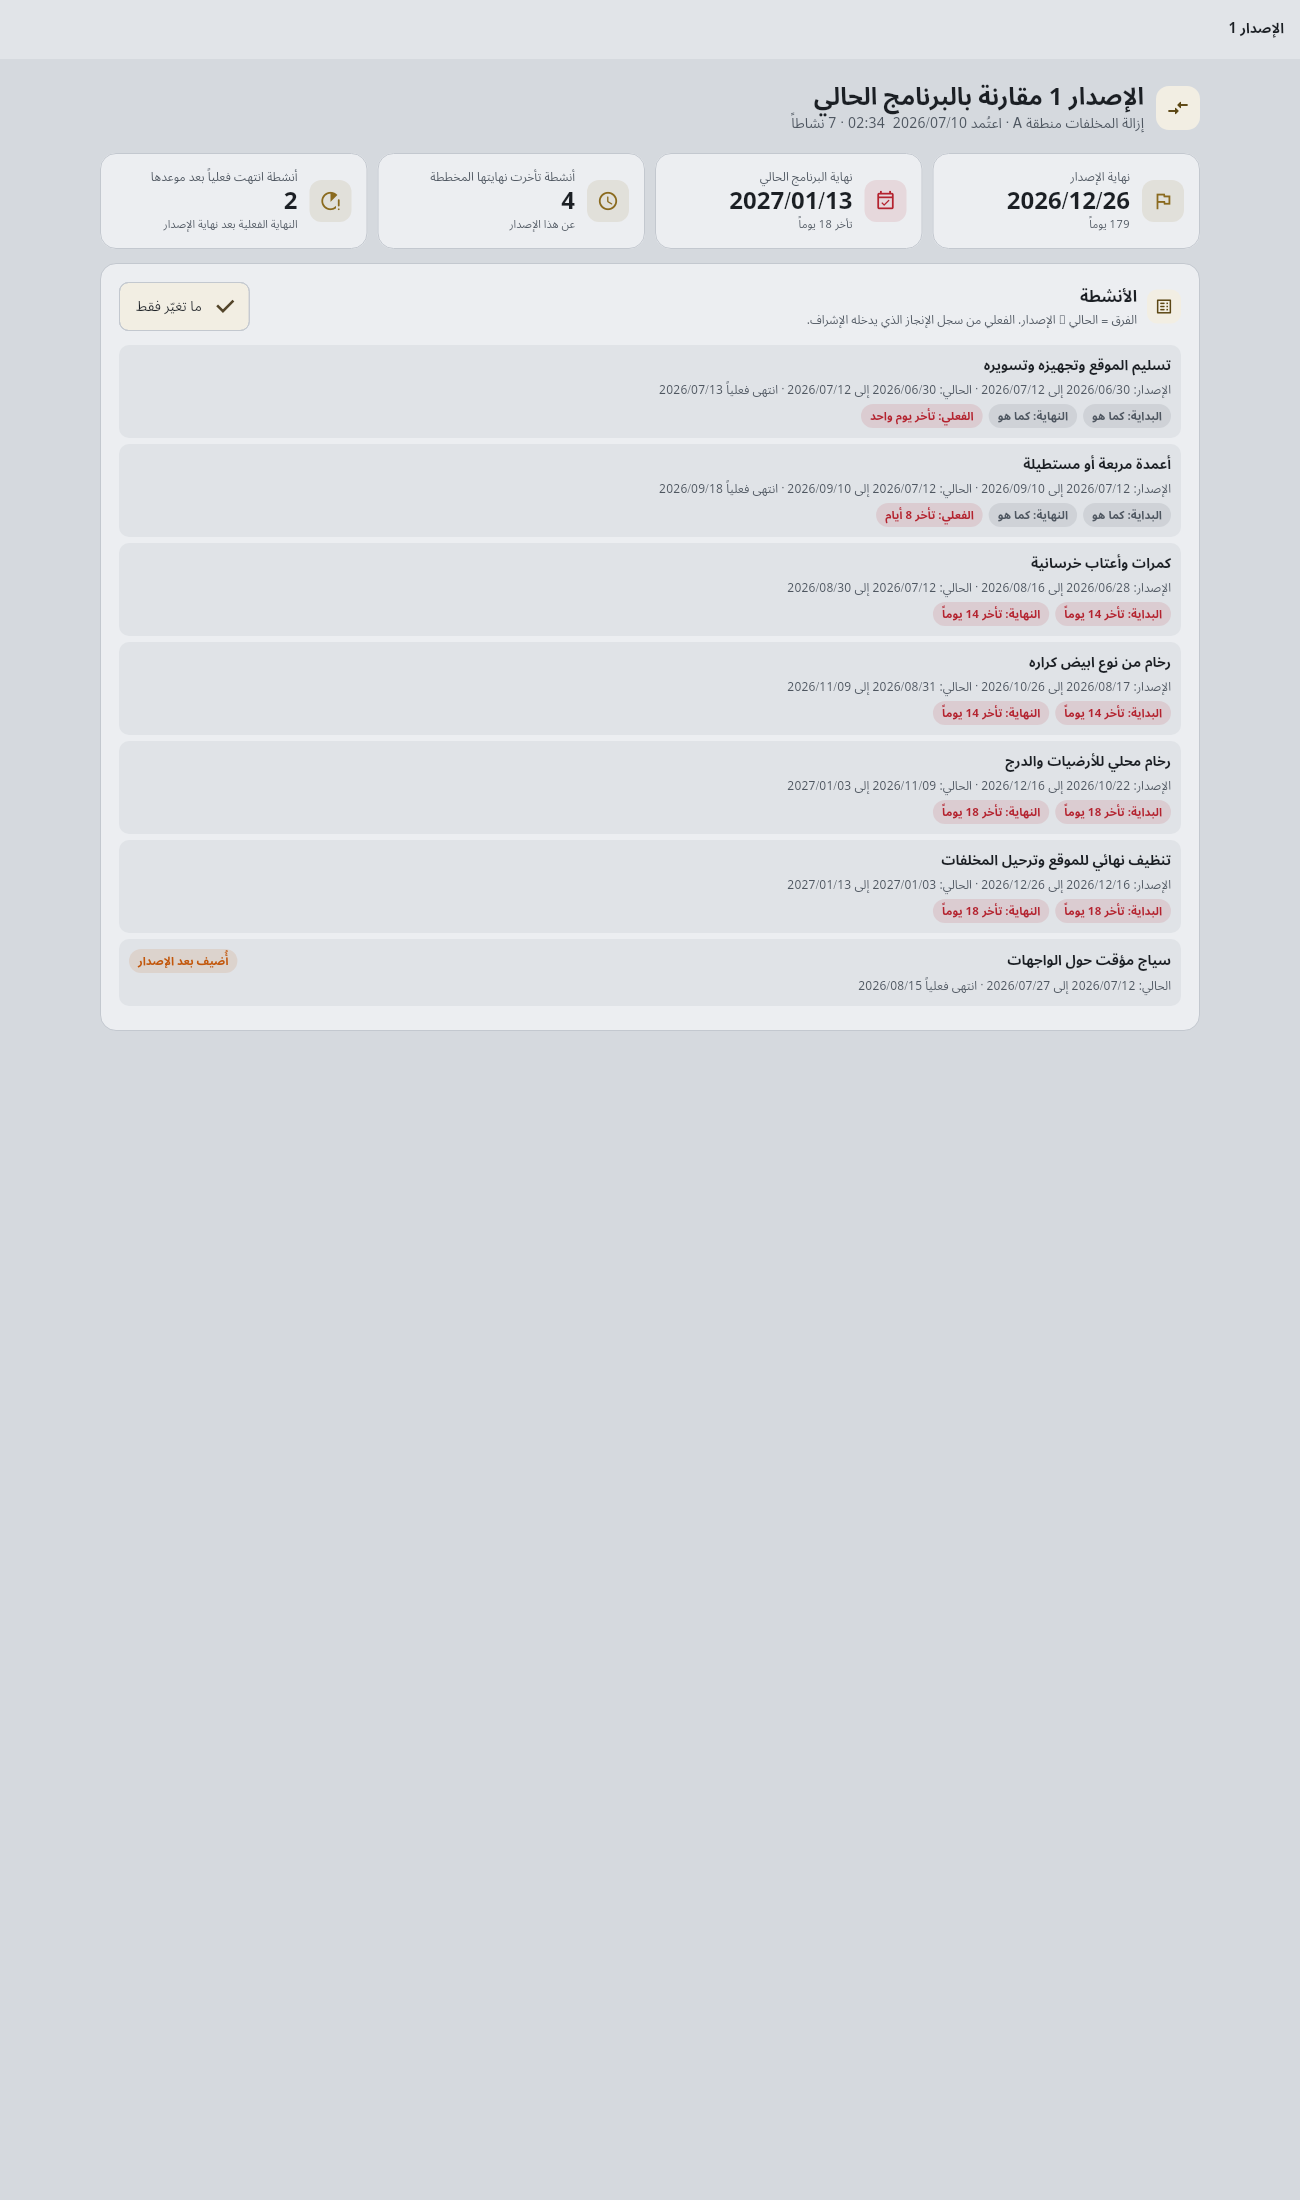 الإصدار 1
الإصدار 1 مقارنة بالبرنامج الحالي
إزالة المخلفات منطقة A · اعتُمد 2026/07/10 02:34 · 7 نشاطاً
نهاية الإصدار
2026/12/26
179 يوماً
نهاية البرنامج الحالي
2027/01/13
تأخر 18 يوماً
أنشطة تأخرت نهايتها المخططة
4
عن هذا الإصدار
أنشطة انتهت فعلياً بعد موعدها
2
النهاية الفعلية بعد نهاية الإصدار
الأنشطة
الفرق = الحالي ▯ الإصدار. الفعلي من سجل الإنجاز الذي يدخله الإشراف.
ما تغيّر فقط
تسليم الموقع وتجهيزه وتسويره
الإصدار: 2026/06/30 إلى 2026/07/12 · الحالي: 2026/06/30 إلى 2026/07/12 · انتهى فعلياً 2026/07/13
البداية: كما هو النهاية: كما هو الفعلي: تأخر يوم واحد
أعمدة مربعة أو مستطيلة
الإصدار: 2026/07/12 إلى 2026/09/10 · الحالي: 2026/07/12 إلى 2026/09/10 · انتهى فعلياً 2026/09/18
البداية: كما هو النهاية: كما هو الفعلي: تأخر 8 أيام
كمرات وأعتاب خرسانية
الإصدار: 2026/06/28 إلى 2026/08/16 · الحالي: 2026/07/12 إلى 2026/08/30
البداية: تأخر 14 يوماً النهاية: تأخر 14 يوماً
رخام من نوع ابيض كراره
الإصدار: 2026/08/17 إلى 2026/10/26 · الحالي: 2026/08/31 إلى 2026/11/09
البداية: تأخر 14 يوماً النهاية: تأخر 14 يوماً
رخام محلي للأرضيات والدرج
الإصدار: 2026/10/22 إلى 2026/12/16 · الحالي: 2026/11/09 إلى 2027/01/03
البداية: تأخر 18 يوماً النهاية: تأخر 18 يوماً
تنظيف نهائي للموقع وترحيل المخلفات
الإصدار: 2026/12/16 إلى 2026/12/26 · الحالي: 2027/01/03 إلى 2027/01/13
البداية: تأخر 18 يوماً النهاية: تأخر 18 يوماً
سياج مؤقت حول الواجهات
أُضيف بعد الإصدار
الحالي: 2026/07/12 إلى 2026/07/27 · انتهى فعلياً 2026/08/15